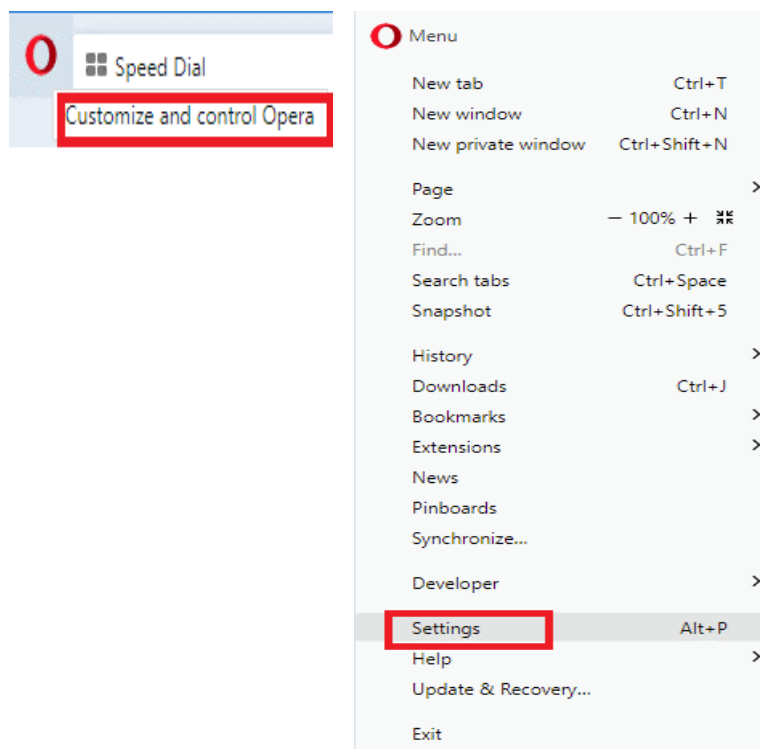 Speed Dial
Customize and control Opera
Menu
New tab Ctrl+T
New window Ctrl+N
New private window Ctrl+Shift+N
Page
Zoom − 100% +
Find... Ctrl+F
Search tabs Ctrl+Space
Snapshot Ctrl+Shift+5
History
Downloads Ctrl+J
Bookmarks
Extensions
News
Pinboards
Synchronize...
Developer
Settings Alt+P
Help
Update & Recovery...
Exit